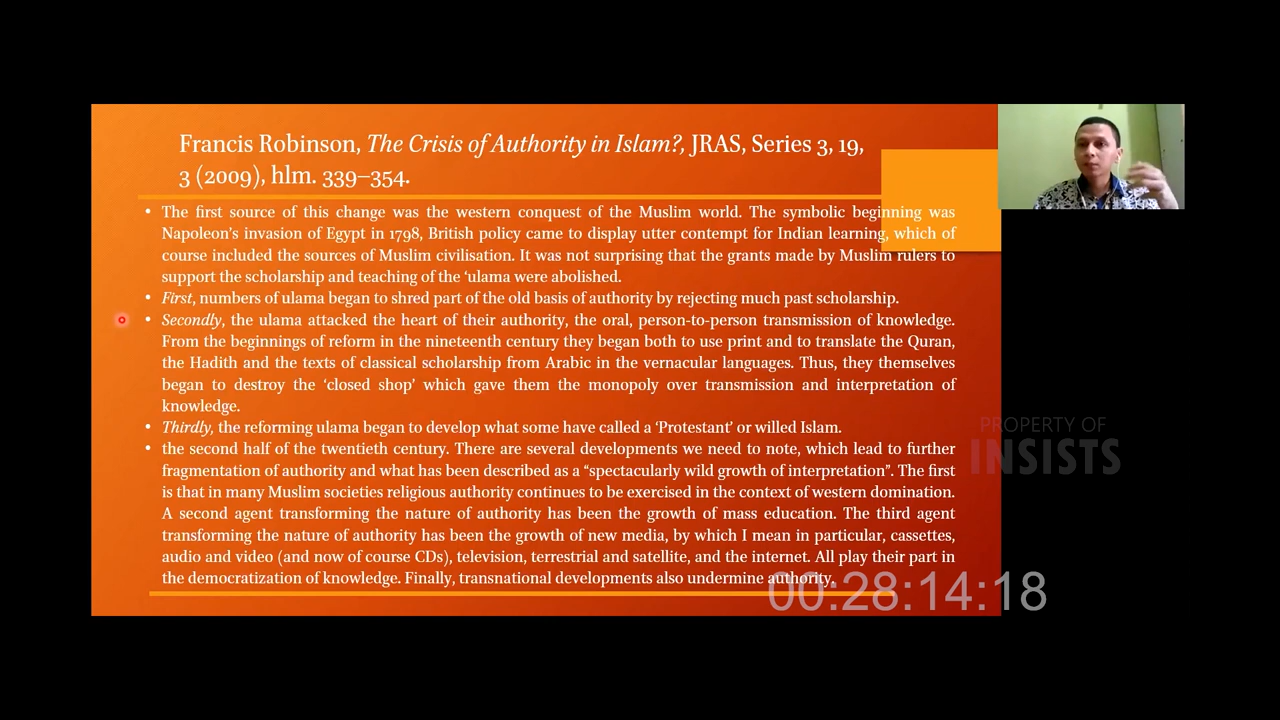 Francis Robinson, The Crisis of Authority in Islam?, JRAS, Series 3, 19,
3 (2009), hlm. 339–354.
• The first source of this change was the western conquest of the Muslim world. The symbolic beginning was
Napoleon's invasion of Egypt in 1798, British policy came to display utter contempt for Indian learning, which of
course included the sources of Muslim civilisation. It was not surprising that the grants made by Muslim rulers to
support the scholarship and teaching of the 'ulama were abolished.
• First, numbers of ulama began to shred part of the old basis of authority by rejecting much past scholarship.
• Secondly, the ulama attacked the heart of their authority, the oral, person-to-person transmission of knowledge.
From the beginnings of reform in the nineteenth century they began both to use print and to translate the Quran,
the Hadith and the texts of classical scholarship from Arabic in the vernacular languages. Thus, they themselves
began to destroy the 'closed shop' which gave them the monopoly over transmission and interpretation of
knowledge.
• Thirdly, the reforming ulama began to develop what some have called a 'Protestant' or willed Islam.
• the second half of the twentieth century. There are several developments we need to note, which lead to further
fragmentation of authority and what has been described as a "spectacularly wild growth of interpretation". The first
is that in many Muslim societies religious authority continues to be exercised in the context of western domination.
A second agent transforming the nature of authority has been the growth of mass education. The third agent
transforming the nature of authority has been the growth of new media, by which I mean in particular, cassettes,
audio and video (and now of course CDs), television, terrestrial and satellite, and the internet. All play their part in
the democratization of knowledge. Finally, transnational developments also undermine authority.
PROPERTY OF
INSISTS
00:28:14:18